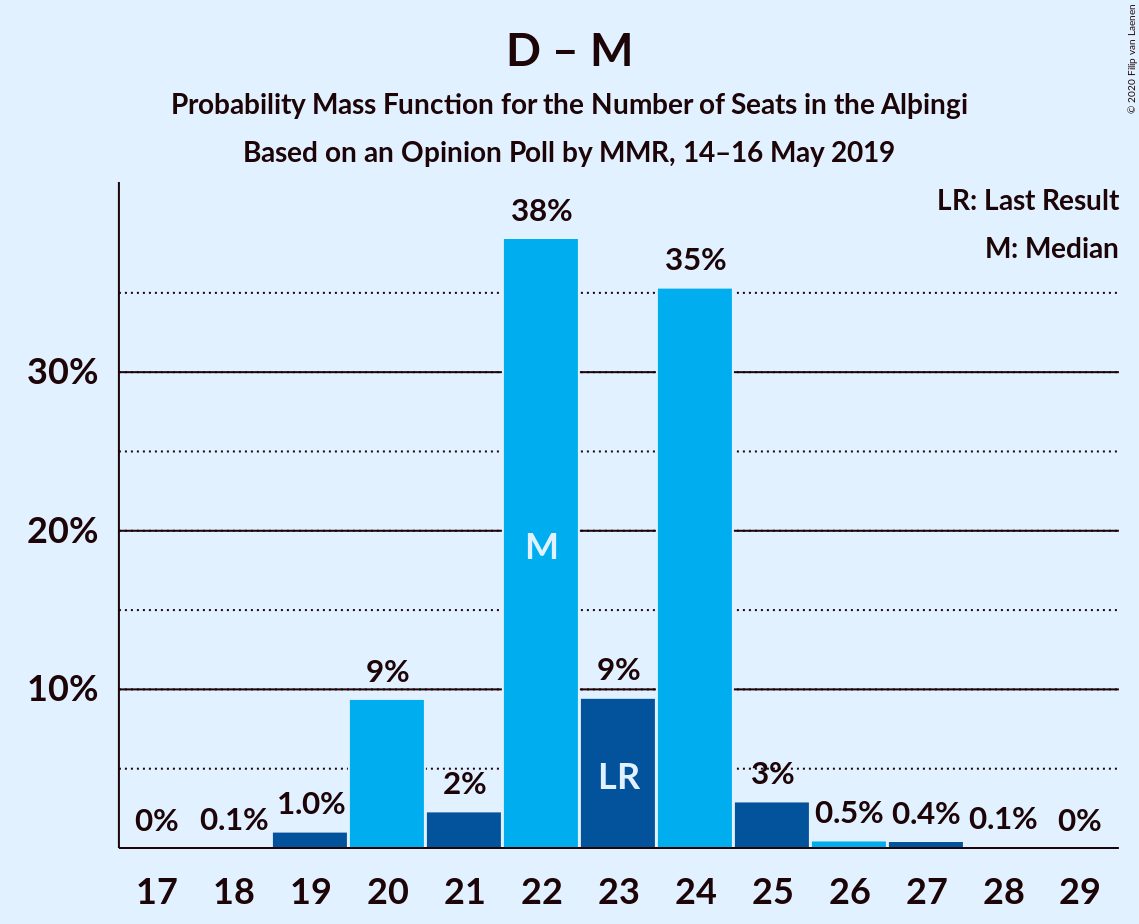 D – M
Probability Mass Function for the Number of Seats in the Alþingi
Based on an Opinion Poll by MMR, 14–16 May 2019
© 2020 Filip van Laenen
LR: Last Result
M: Median
30%
20%
10%
0%
0.1%
1.0%
9%
2%
38%
9%
35%
3%
0.5%
0.4%
0.1%
0%
M
LR
17 18 19 20 21 22 23 24 25 26 27 28 29